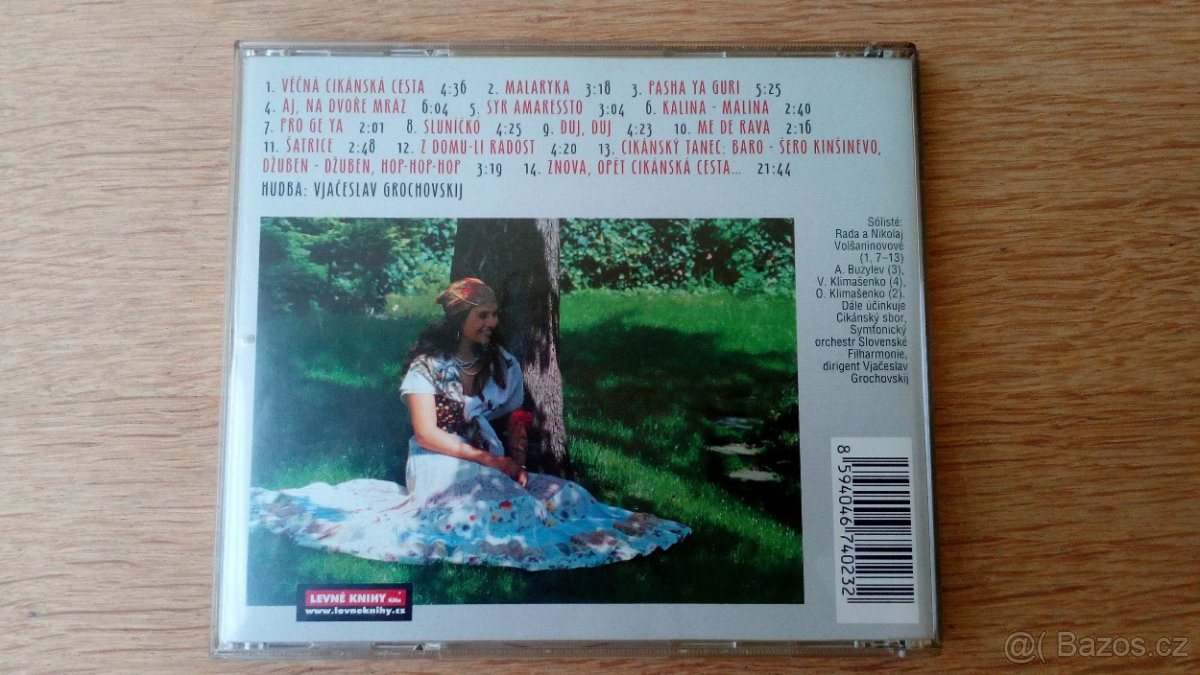 1. VĚČNÁ CIKÁNSKÁ CESTA 4:36 2. MALARYKA 3:18 3. PASHA YA GURI 5:25
4. AJ, NA DVOŘE MRÁZ 6:04 5. SYR AMARESSTO 3:04 6. KALINA - MALINA 2:40
7. PRO GE YA 2:01 8. SLUNÍČKO 4:25 9. DUJ, DUJ 4:23 10. ME DE RAVA 2:16
11. ŠATRICE 2:48 12. Z DOMU-LI RADOST 4:20 13. CIKÁNSKÝ TANEC: BARO - ŠERO KINŠINEVO,
DŽUBEN - DŽUBEN, HOP-HOP-HOP 3:19 14. ZNOVA, OPĚT CIKÁNSKÁ CESTA... 21:44
HUDBA: VJAČESLAV GROCHOVSKIJ
Sólisté:
Rada a Nikolaj
Volšaninovové
(1, 7–13)
A. Buzylev (3),
V. Klimašenko (4),
O. Klimašenko (2).
Dále účinkuje
Cikánský sbor,
Symfonický
orchestr Slovenské
Filharmonie,
dirigent Vjačeslav
Grochovskij
8 594046 740232
LEVNÉ KNIHY
www.levneknihy.cz
@( Bazos.cz